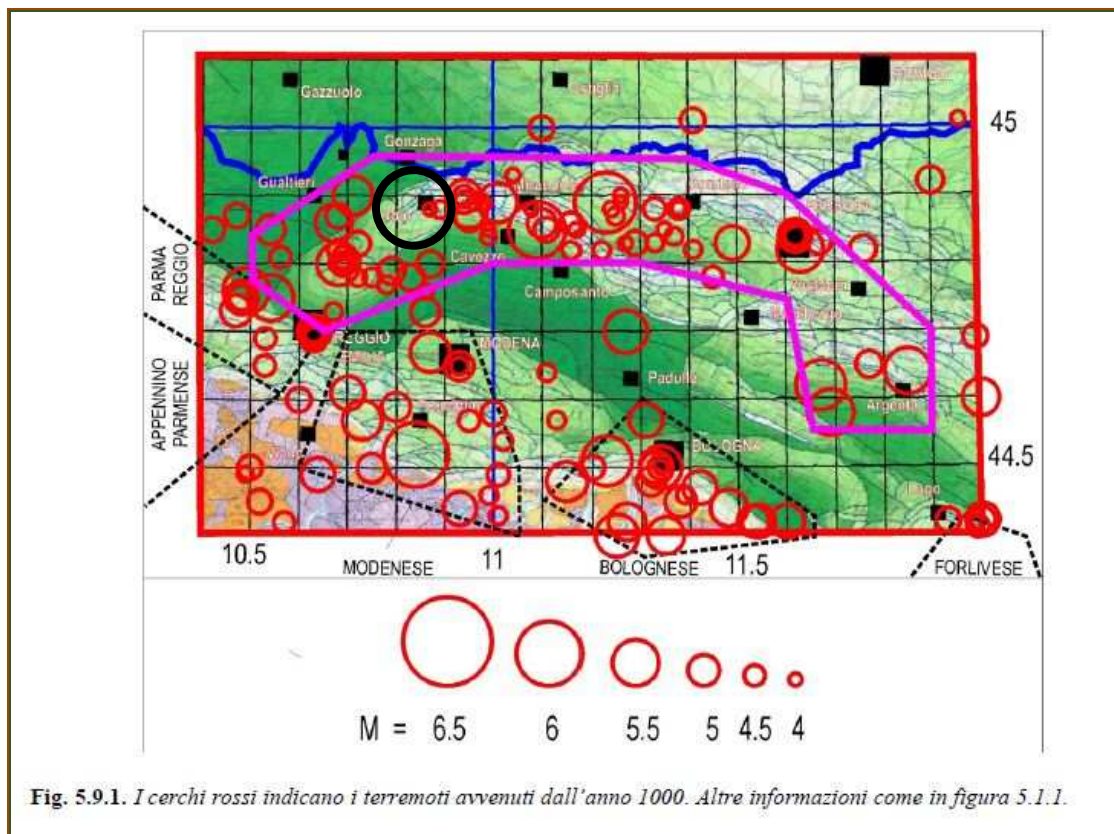 Gazzuolo
45
Gonzaga
Gualtieri
PARMA
REGGIO
Cavezzo
Camposanto
REGGIO
EMILIA
MODENA
Padulle
Argenta
APPENNINO
PARMENSE
BOLOGNA
44.5
10.5
MODENESE
11
BOLOGNESE
11.5
FORLIVESE
M = 6.5 6 5.5 5 4.5 4
Fig. 5.9.1. I cerchi rossi indicano i terremoti avvenuti dall'anno 1000. Altre informazioni come in figura 5.1.1.